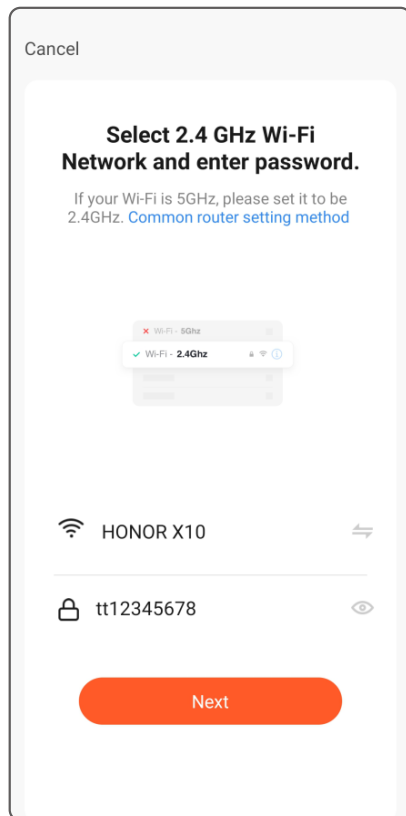 Cancel
Select 2.4 GHz Wi-Fi
Network and enter password.
If your Wi-Fi is 5GHz, please set it to be
2.4GHz. Common router setting method
Wi-Fi - 5Ghz
Wi-Fi - 2.4Ghz
HONOR X10
tt12345678
Next